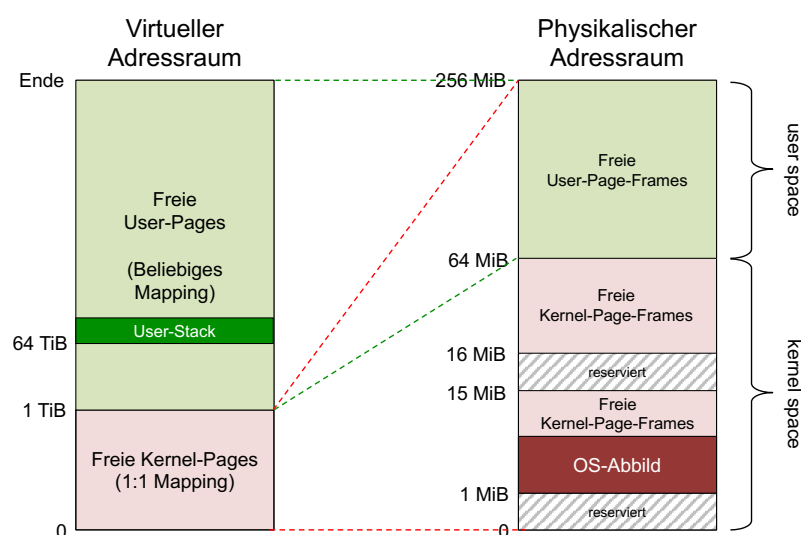 Virtueller
Adressraum
Ende
Freie
User-Pages
(Beliebiges
Mapping)
User-Stack
64 TiB
1 TiB
Freie Kernel-Pages
(1:1 Mapping)
0
Physikalischer
Adressraum
256 MiB
Freie
User-Page-Frames
64 MiB
Freie
Kernel-Page-Frames
16 MiB
reserviert
15 MiB
Freie
Kernel-Page-Frames
OS-Abbild
1 MiB
reserviert
0
user space
kernel space